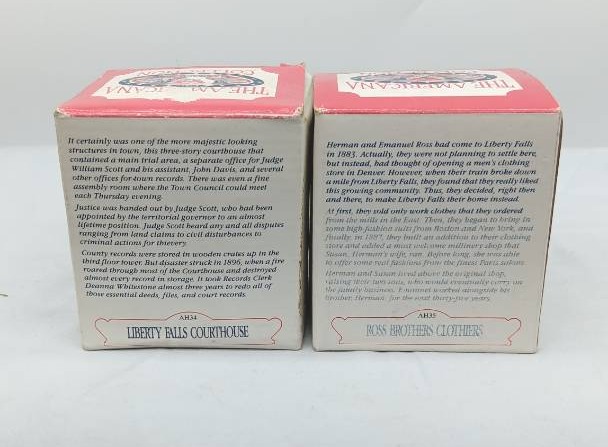 THE AMERICANA
COLLECTION
It certainly was one of the more majestic looking
structures in town, this three-story courthouse that
contained a main trial area, a separate office for Judge
William Scott and his assistant, John Davis, and several
other offices for town records. There was even a fine
assembly room where the Town Council could meet
each Thursday evening.
Justice was handed out by Judge Scott, who had been
appointed by the territorial governor to an almost
lifetime position. Judge Scott heard any and all disputes
ranging from land claims to civil disturbances to
criminal actions for thievery.
County records were stored in wooden crates up in the
third floor tower. But disaster struck in 1896, when a fire
roared through most of the Courthouse and destroyed
almost every record in storage. It took Records Clerk
Deanna Whitestone almost three years to redo all of
those essential deeds, files, and court records.
AH34
LIBERTY FALLS COURTHOUSE
THE AMERICANA
Herman and Emanuel Ross had come to Liberty Falls
in 1883. Actually, they were not planning to settle here,
but instead, had thought of opening a men's clothing
store in Denver. However, when their train broke down
a mile from Liberty Falls, they found that they really liked
this growing community. Thus, they decided, right then
and there, to make Liberty Falls their home instead.
At first, they sold only work clothes that they ordered
from the mills in the East. Then, they began to bring in
some high fashion suits from Boston and New York, and
finally, in 1887, they built an addition to their clothing
store and added a most welcome millinery shop that
Susan, Herman's wife, ran. Before long, she was able
to offer some real fashions from the finest Paris salons.
Herman and Susan lived above the original shop,
raising their two sons, who would eventually carry on
the family business. Emanuel worked alongside his
brother, Herman, for the next thirty-five years.
AH35
ROSS BROTHERS CLOTHIERS